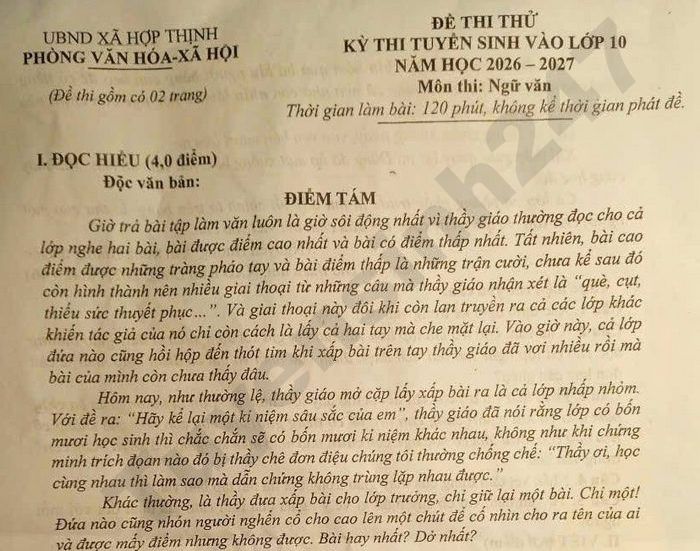 UBND XÃ HỢP THỊNH
PHÒNG VĂN HÓA-XÃ HỘI
(Đề thi gồm có 02 trang)
ĐỀ THI THỬ
KỲ THI TUYỂN SINH VÀO LỚP 10
NĂM HỌC 2026 – 2027
Môn thi: Ngữ văn
Thời gian làm bài: 120 phút, không kể thời gian phát đề.
I. ĐỌC HIỂU (4,0 điểm)
Độc văn bản:
ĐIỂM TÁM
Giờ trả bài tập làm văn luôn là giờ sôi động nhất vì thầy giáo thường đọc cho cả
lớp nghe hai bài, bài được điểm cao nhất và bài có điểm thấp nhất. Tất nhiên, bài cao
điểm được những tràng pháo tay và bài điểm thấp là những trận cười, chưa kể sau đó
còn hình thành nên nhiều giai thoại từ những câu mà thầy giáo nhận xét là “què, cụt,
thiếu sức thuyết phục...”. Và giai thoại này đôi khi còn lan truyền ra cả các lớp khác
khiến tác giả của nó chỉ còn cách là lấy cả hai tay mà che mặt lại. Vào giờ này, cả lớp
đứa nào cũng hồi hộp đến thót tim khi xấp bài trên tay thầy giáo đã vơi nhiều rồi mà
bài của mình còn chưa thấy đâu.
Hôm nay, như thường lệ, thầy giáo mở cặp lấy xấp bài ra là cả lớp nhấp nhòm.
Với đề ra: “Hãy kể lại một kỉ niệm sâu sắc của em”, thầy giáo đã nói rằng lớp có bốn
mươi học sinh thì chắc chắn sẽ có bốn mươi kỉ niệm khác nhau, không như khi chứng
minh trích đoạn nào đó bị thầy chê đơn điệu chúng tôi thường chống chế: “Thầy ơi, học
cùng nhau thì làm sao mà dẫn chứng không trùng lặp nhau được.”
Khác thường, là thầy đưa xấp bài cho lớp trưởng, chỉ giữ lại một bài. Chỉ một!
Đứa nào cũng nhón người nghển cổ cho cao lên một chút để cố nhìn cho ra tên của ai
và được mấy điểm nhưng không được. Bài hay nhất? Dở nhất?